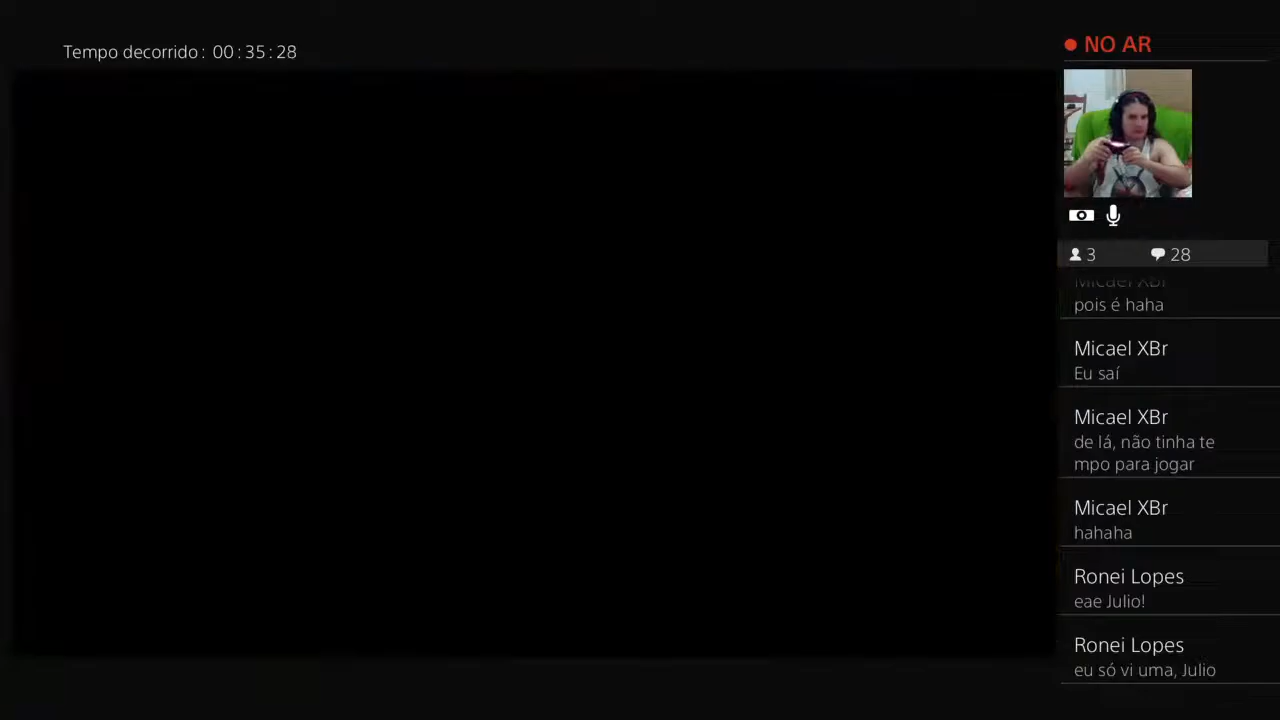 Tempo decorrido: 00:35:28
NO AR
3
28
Micael XBr
pois é haha
Micael XBr
Eu saí
Micael XBr
de lá, não tinha te
mpo para jogar
Micael XBr
hahaha
Ronei Lopes
eae Julio!
Ronei Lopes
eu só vi uma, Julio